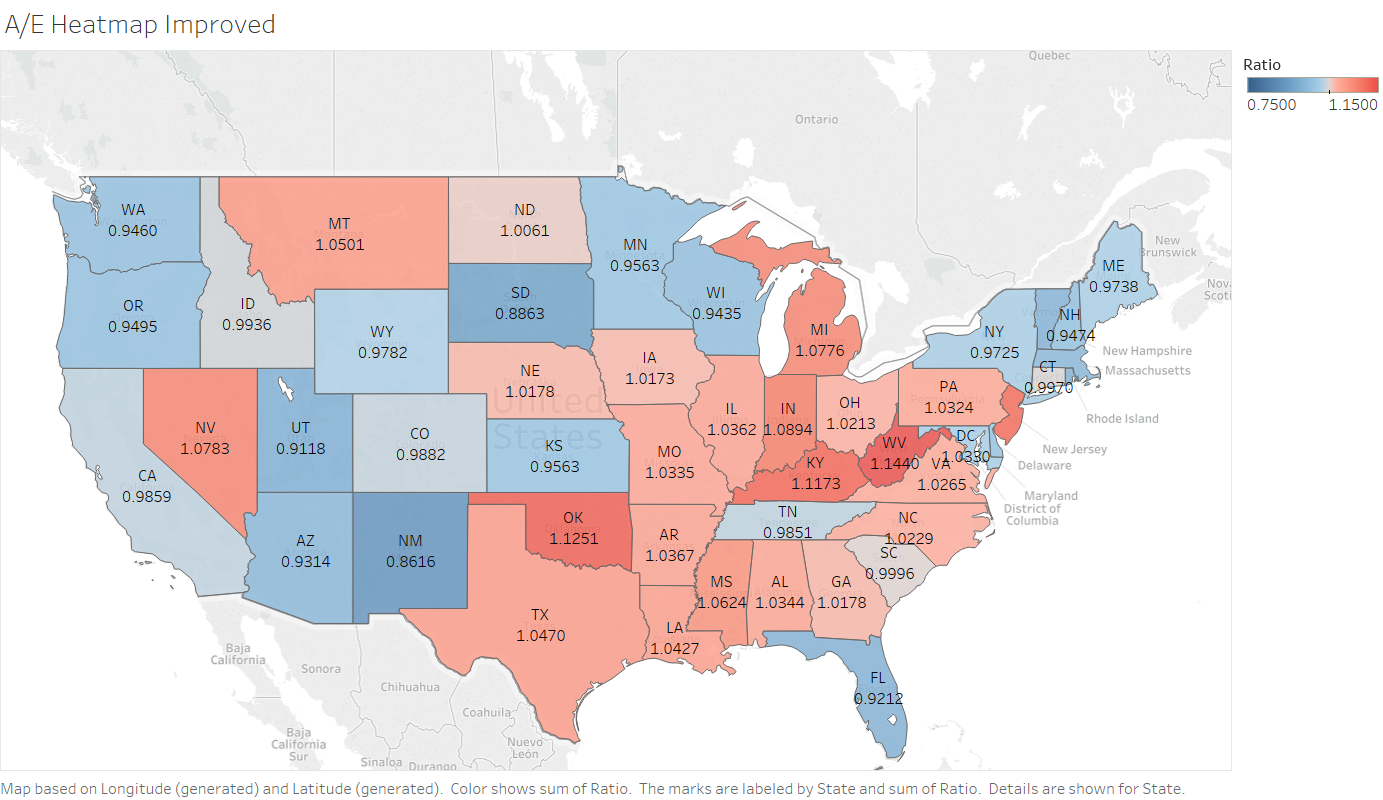 A/E Heatmap Improved
Quebec
Ontario
Ratio
0.7500 1.1500
WA
0.9460
MT
1.0501
ND
1.0061
MN
0.9563
ME
0.9738
New
Brunswick
Nova
Scoti
OR
0.9495
ID
0.9936
WY
0.9782
SD
0.8863
WI
0.9435
MI
1.0776
NY
0.9725
NH
0.9474
New Hampshire
Massachusetts
CT
0.9970
Rhode Island
NV
1.0783
UT
0.9118
CO
0.9882
NE
1.0178
IA
1.0173
United
States
KS
0.9563
MO
1.0335
IL
1.0362
IN
1.0894
OH
1.0213
PA
1.0324
New Jersey
Delaware
Maryland
District of
Columbia
DC
1.0330
WV
1.1440
VA
1.0265
KY
1.1173
CA
0.9859
AZ
0.9314
NM
0.8616
OK
1.1251
AR
1.0367
TN
0.9851
NC
1.0229
SC
0.9996
MS
1.0624
AL
1.0344
GA
1.0178
TX
1.0470
LA
1.0427
FL
0.9212
Baja
California
Sonora
Chihuahua
Coahuila
Baja
California
Sur
Sinaloa
Durango
Nuevo
León
Map based on Longitude (generated) and Latitude (generated). Color shows sum of Ratio. The marks are labeled by State and sum of Ratio. Details are shown for State.